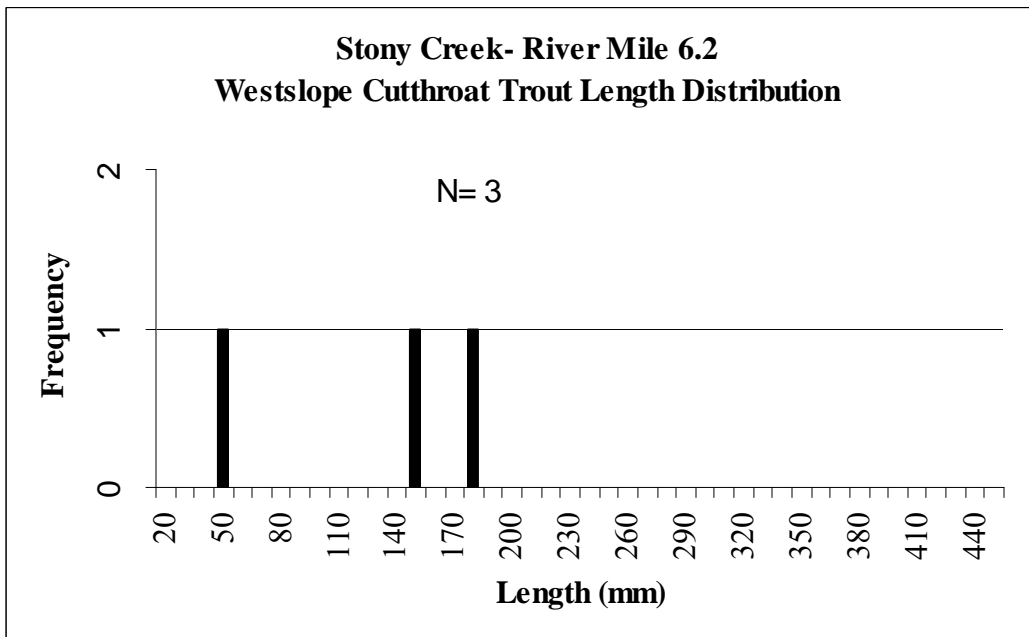 Stony Creek- River Mile 6.2
Westslope Cutthroat Trout Length Distribution
N= 3
Frequency
2
1
0
20 50 80 110 140 170 200 230 260 290 320 350 380 410 440
Length (mm)